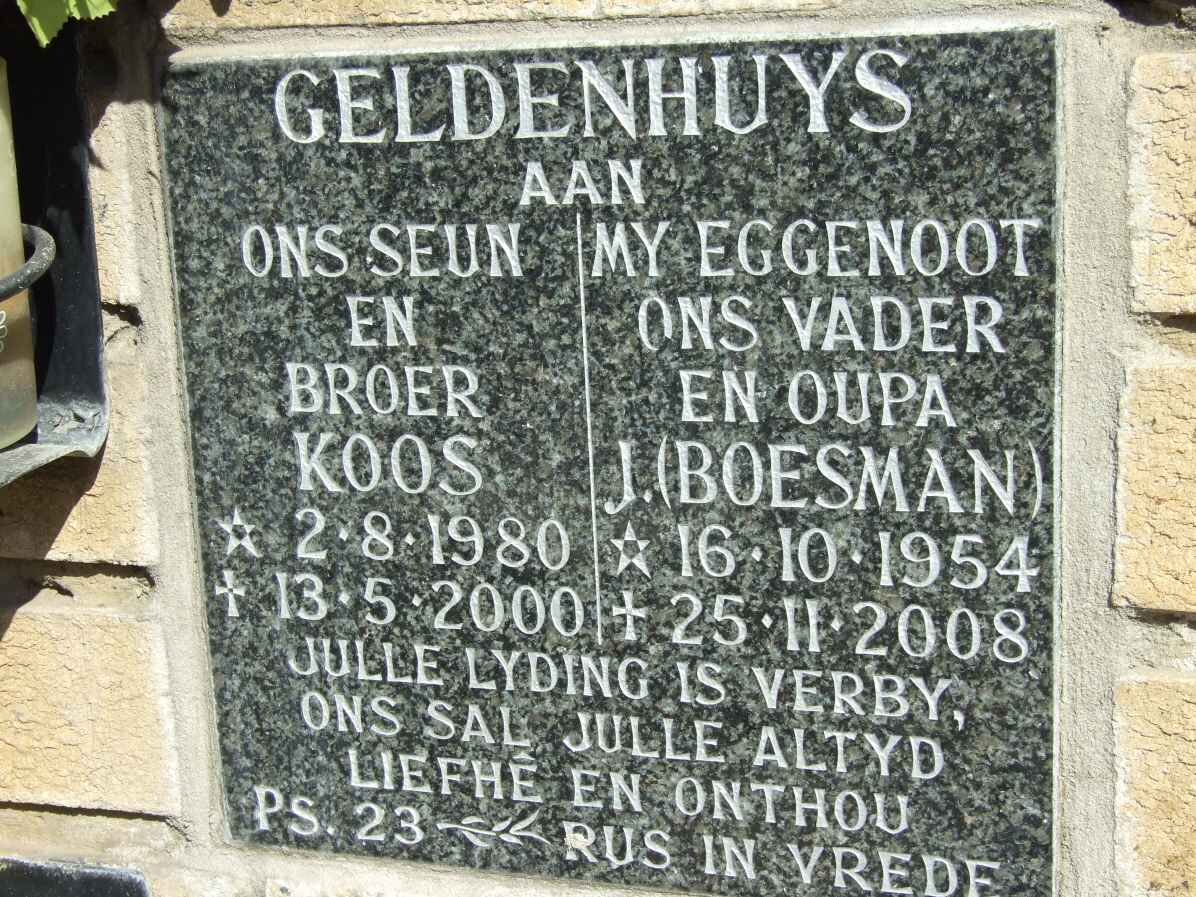 GELDENHUYS
AAN
ONS SEUN
EN
BROER
KOOS
2·8·1980
13·5·2000
MY EGGENOOT
ONS VADER
EN OUPA
J. (BOESMAN)
16·10·1954
25·11·2008
JULLE LYDING IS VERBY,
ONS SAL JULLE ALTYD
LIEFHÊ EN ONTHOU
PS. 23 RUS IN VREDE